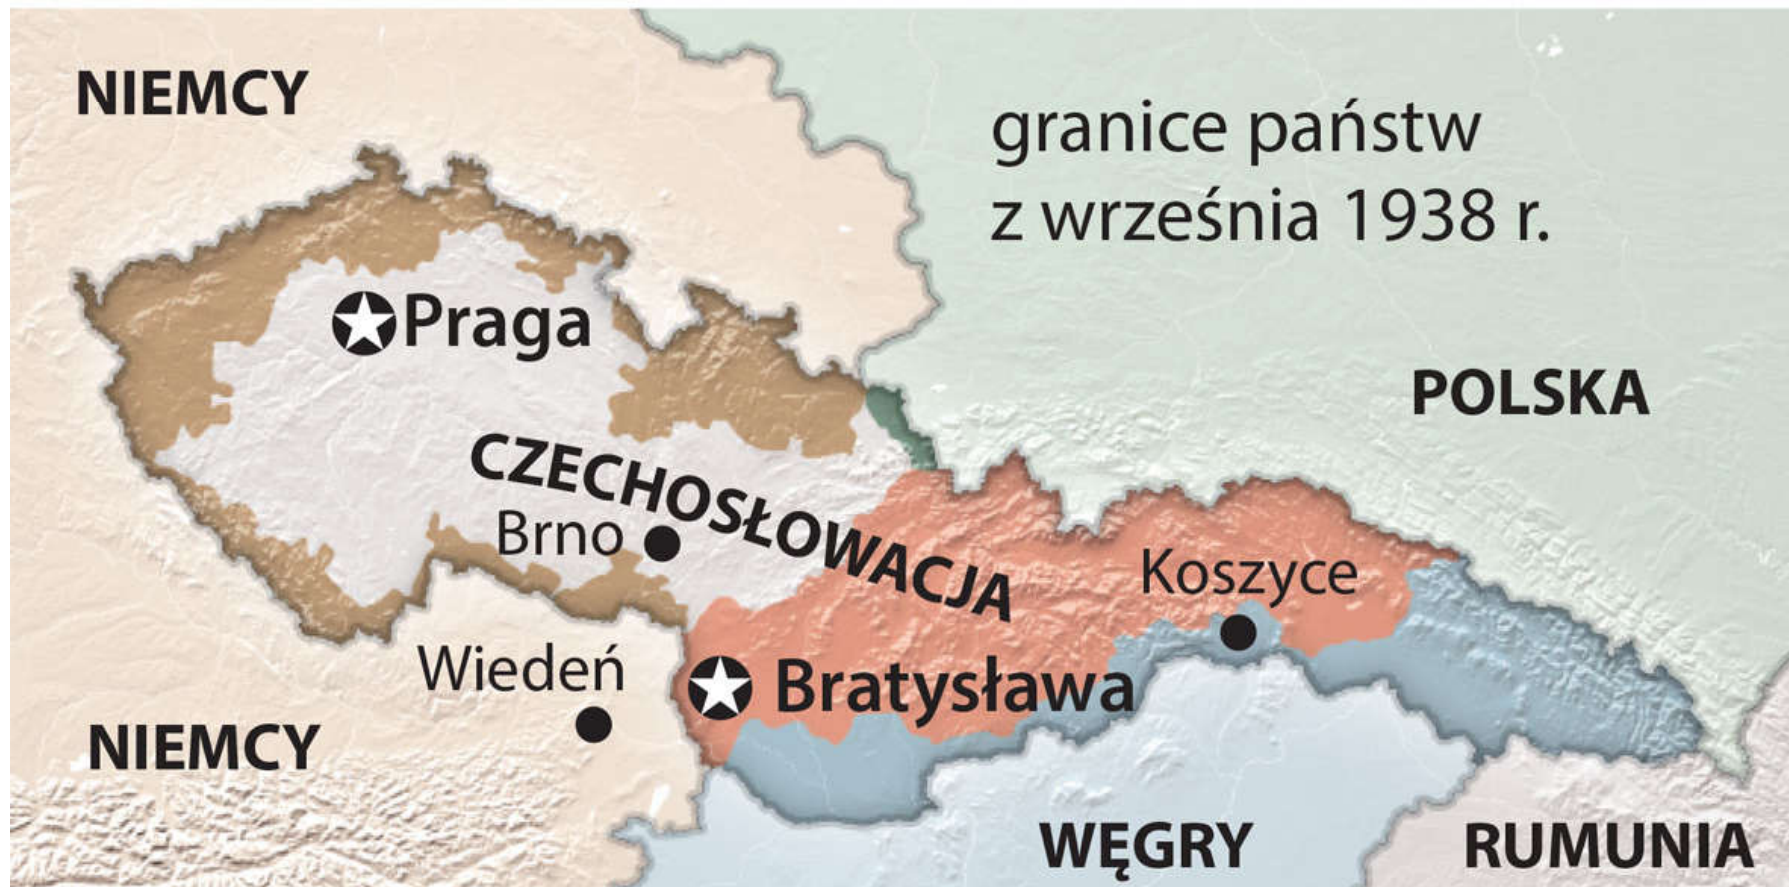 NIEMCY
granice państw
z września 1938 r.
Praga
POLSKA
CZECHOSŁOWACJA
Brno
Koszyce
Wiedeń
Bratysława
NIEMCY
WĘGRY
RUMUNIA